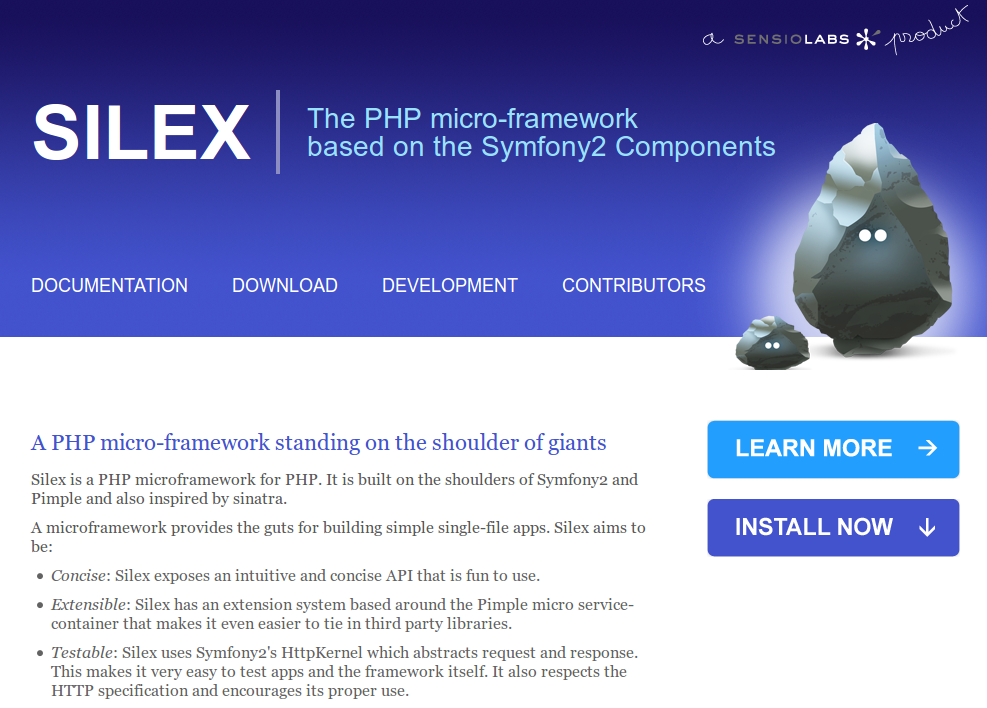 a SENSIOLABS product
SILEX
The PHP micro-framework
based on the Symfony2 Components
DOCUMENTATION DOWNLOAD DEVELOPMENT CONTRIBUTORS
A PHP micro-framework standing on the shoulder of giants
Silex is a PHP microframework for PHP. It is built on the shoulders of Symfony2 and
Pimple and also inspired by sinatra.
A microframework provides the guts for building simple single-file apps. Silex aims to
be:
• Concise: Silex exposes an intuitive and concise API that is fun to use.
• Extensible: Silex has an extension system based around the Pimple micro service-
container that makes it even easier to tie in third party libraries.
• Testable: Silex uses Symfony2's HttpKernel which abstracts request and response.
This makes it very easy to test apps and the framework itself. It also respects the
HTTP specification and encourages its proper use.
LEARN MORE →
INSTALL NOW ↓